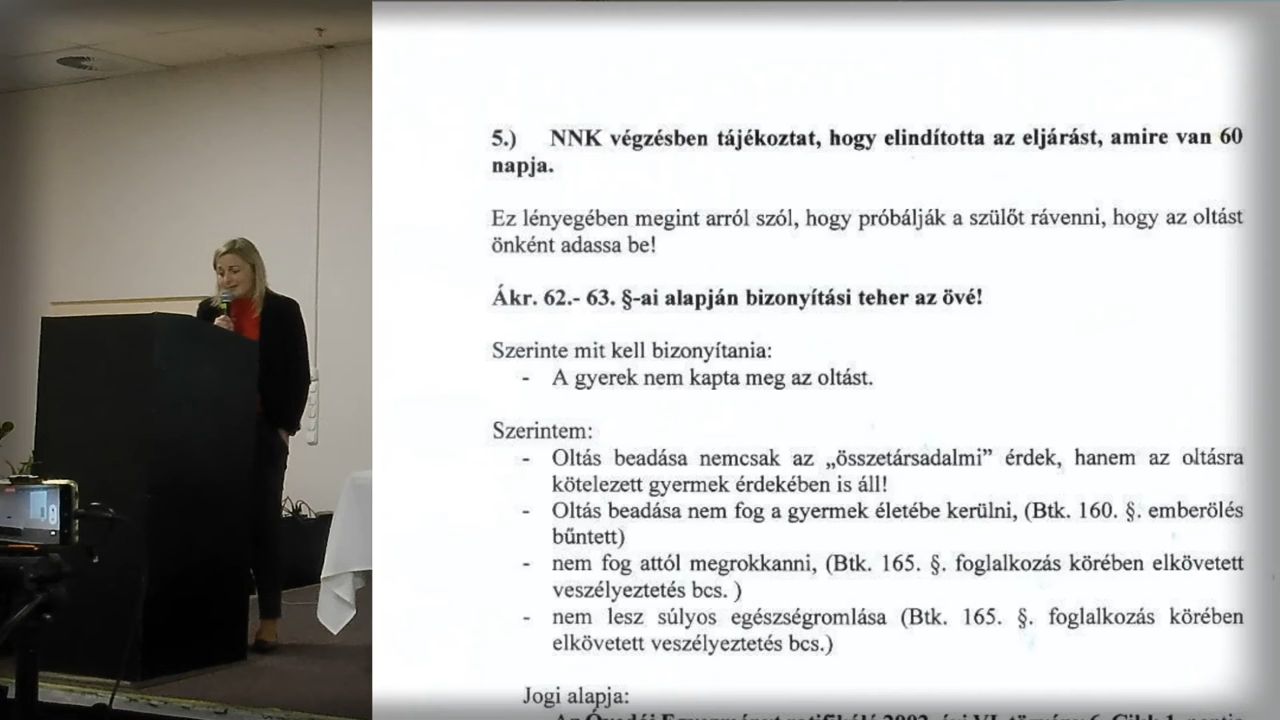 5.) NNK végzésben tájékoztat, hogy elindította az eljárást, amire van 60
napja.
Ez lényegében megint arról szól, hogy próbálják a szülőt rávenni, hogy az oltást
önként adassa be!
Ákr. 62.- 63. §-ai alapján bizonyítási teher az övé!
Szerinte mit kell bizonyítania:
- A gyerek nem kapta meg az oltást.
Szerintem:
- Oltás beadása nemcsak az „összetársadalmi” érdek, hanem az oltásra
kötelezett gyermek érdekében is áll!
- Oltás beadása nem fog a gyermek életébe kerülni, (Btk. 160. §. emberölés
bűntett)
- nem fog attól megrokkanni, (Btk. 165. §. foglalkozás körében elkövetett
veszélyeztetés bcs. )
- nem lesz súlyos egészségromlása (Btk. 165. §. foglalkozás körében
elkövetett veszélyeztetés bcs.)
Jogi alapja: